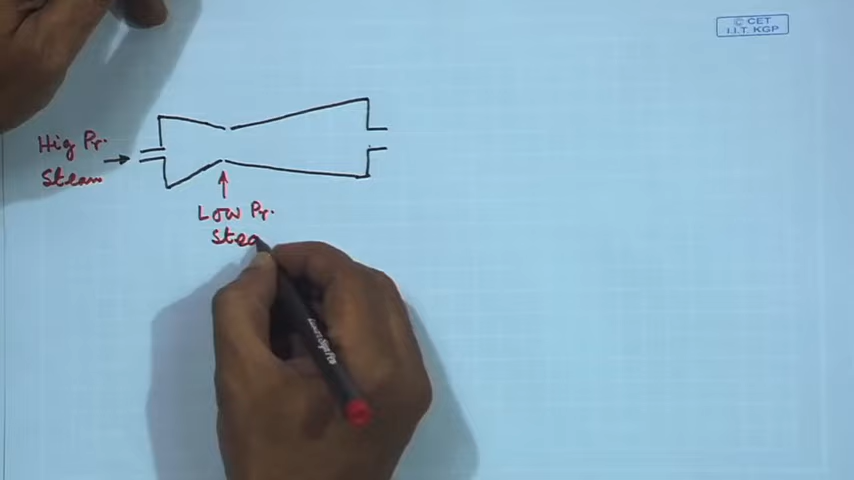 © CET
I.I.T. KGP
Hig Pr.
Steam
Low Pr.
Stea